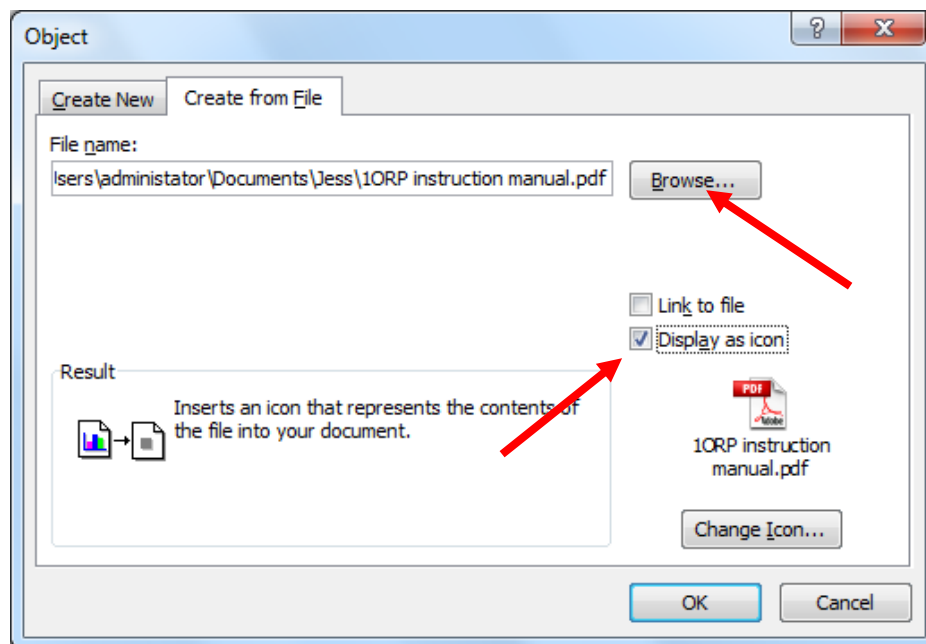 Object
Create New
Create from File
File name:
Isers\administator\Documents\Jess\1ORP instruction manual.pdf
Browse...
Link to file
Display as icon
Result
Inserts an icon that represents the contents of
the file into your document.
PDF
Adobe
1ORP instruction
manual.pdf
Change Icon...
OK
Cancel